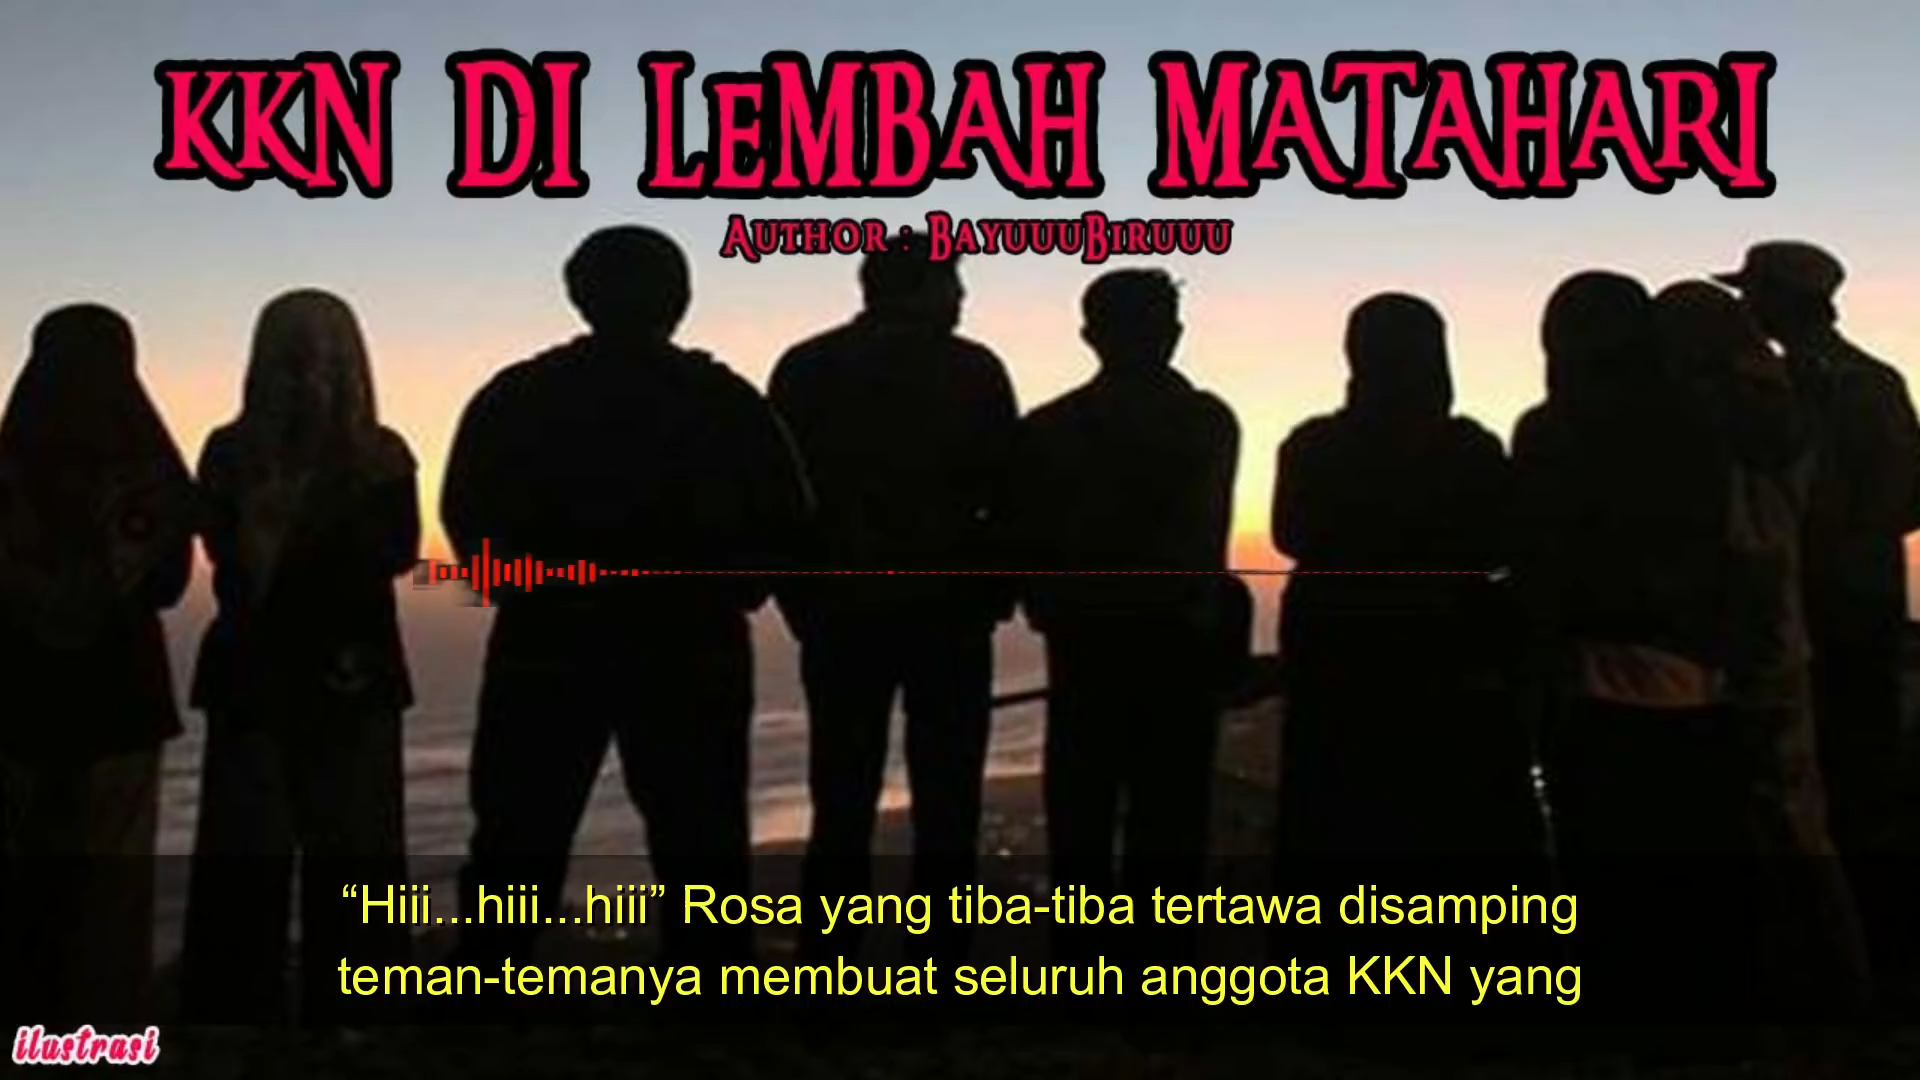 KKN DI LeMBAH MATAHARI
AUTHOR : BAYUUUBIRUUU
“Hiii...hiii...hiii” Rosa yang tiba-tiba tertawa disamping
teman-temanya membuat seluruh anggota KKN yang
ilustrasi